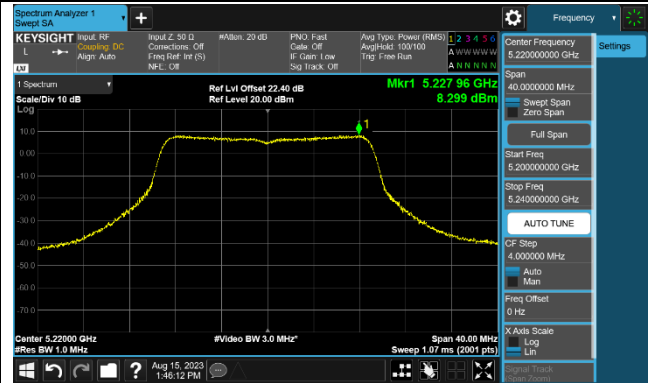 Spectrum Analyzer 1
Swept SA
Frequency
KEYSIGHT
Input: RF
Coupling: DC
Align: Auto
Input Z: 50 Ω
Corrections: Off
Freq Ref: Int (S)
NFE: Off
#Atten: 20 dB
PNO: Fast
Gate: Off
IF Gain: Low
Sig Track: Off
Avg Type: Power (RMS)
Avg|Hold: 100/100
Trig: Free Run
1 2 3 4 5 6
A W W W W W
A N N N N N
L
LXI
1 Spectrum
Scale/Div 10 dB
Log
Ref Lvl Offset 22.40 dB
Ref Level 20.00 dBm
Mkr1 5.227 96 GHz
8.299 dBm
1
10.0
0.00
-10.0
-20.0
-30.0
-40.0
-50.0
-60.0
-70.0
Center 5.22000 GHz
#Res BW 1.0 MHz
#Video BW 3.0 MHz*
Span 40.00 MHz
Sweep 1.07 ms (2001 pts)
Center Frequency
5.220000000 GHz
Settings
Span
40.0000000 MHz
Swept Span
Zero Span
Full Span
Start Freq
5.200000000 GHz
Stop Freq
5.240000000 GHz
AUTO TUNE
CF Step
4.000000 MHz
Auto
Man
Freq Offset
0 Hz
X Axis Scale
Log
Lin
Signal Track
(Span Zoom)
Aug 15, 2023
1:46:12 PM